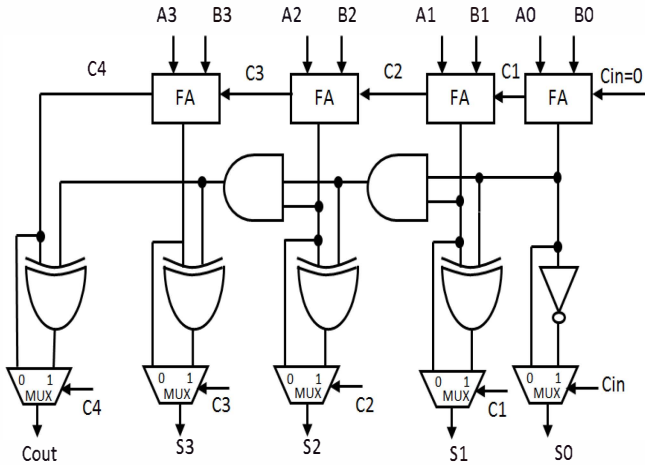 A3 B3 A2 B2 A1 B1 A0 B0
C4 C3 C2 C1 Cin=0
FA FA FA FA
0 1 0 1 0 1 0 1 0 1
MUX MUX MUX MUX MUX
C4 C3 C2 C1 Cin
Cout S3 S2 S1 S0